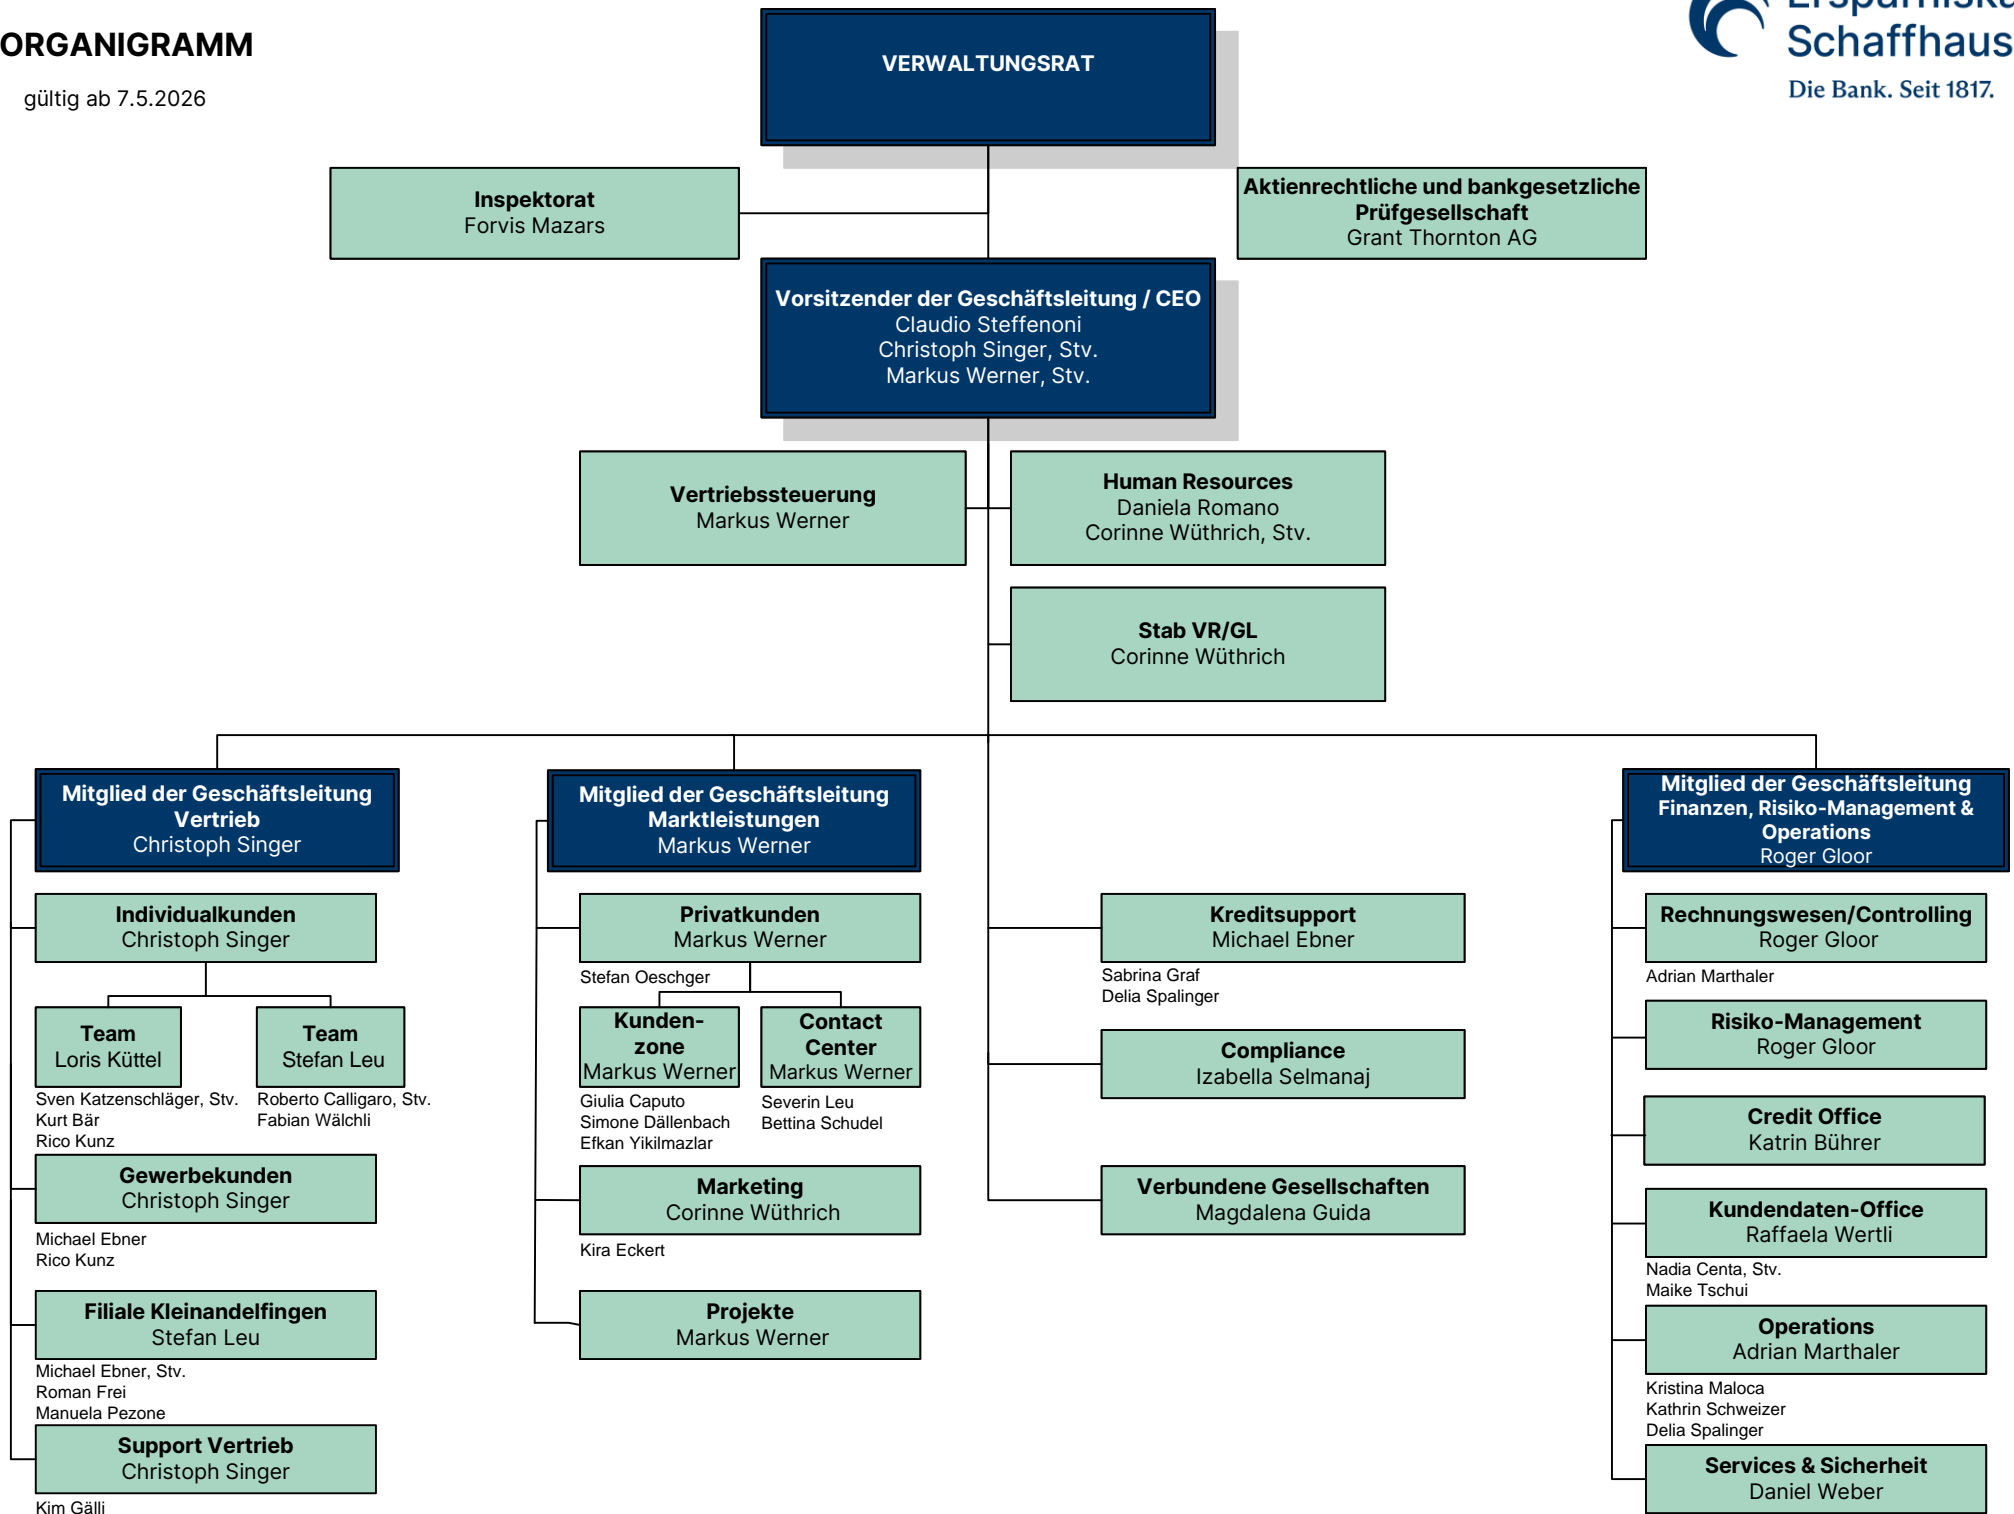 ORGANIGRAMM
gültig ab 7.5.2026
Schaffhaus
Die Bank. Seit 1817.
VERWALTUNGSRAT
Inspektorat
Forvis Mazars
Aktienrechtliche und bankgesetzliche
Prüfgesellschaft
Grant Thornton AG
Vorsitzender der Geschäftsleitung / CEO
Claudio Steffenoni
Christoph Singer, Stv.
Markus Werner, Stv.
Vertriebssteuerung
Markus Werner
Human Resources
Daniela Romano
Corinne Wüthrich, Stv.
Stab VR/GL
Corinne Wüthrich
Mitglied der Geschäftsleitung
Vertrieb
Christoph Singer
Individualkunden
Christoph Singer
Team
Loris Küttel
Sven Katzenschläger, Stv.
Kurt Bär
Rico Kunz
Team
Stefan Leu
Roberto Calligaro, Stv.
Fabian Wälchli
Gewerbekunden
Christoph Singer
Michael Ebner
Rico Kunz
Filiale Kleinandelfingen
Stefan Leu
Michael Ebner, Stv.
Roman Frei
Manuela Pezone
Support Vertrieb
Christoph Singer
Kim Gälli
Mitglied der Geschäftsleitung
Marktleistungen
Markus Werner
Privatkunden
Markus Werner
Stefan Oeschger
Kunden-
zone
Markus Werner
Giulia Caputo
Simone Dällenbach
Efkan Yikilmazlar
Contact
Center
Markus Werner
Severin Leu
Bettina Schudel
Marketing
Corinne Wüthrich
Kira Eckert
Projekte
Markus Werner
Kreditsupport
Michael Ebner
Sabrina Graf
Delia Spalinger
Compliance
Izabella Selmanaj
Verbundene Gesellschaften
Magdalena Guida
Mitglied der Geschäftsleitung
Finanzen, Risiko-Management &
Operations
Roger Gloor
Rechnungswesen/Controlling
Roger Gloor
Adrian Marthaler
Risiko-Management
Roger Gloor
Credit Office
Katrin Bührer
Kundendaten-Office
Raffaela Wertli
Nadia Centa, Stv.
Maike Tschui
Operations
Adrian Marthaler
Kristina Maloca
Kathrin Schweizer
Delia Spalinger
Services & Sicherheit
Daniel Weber